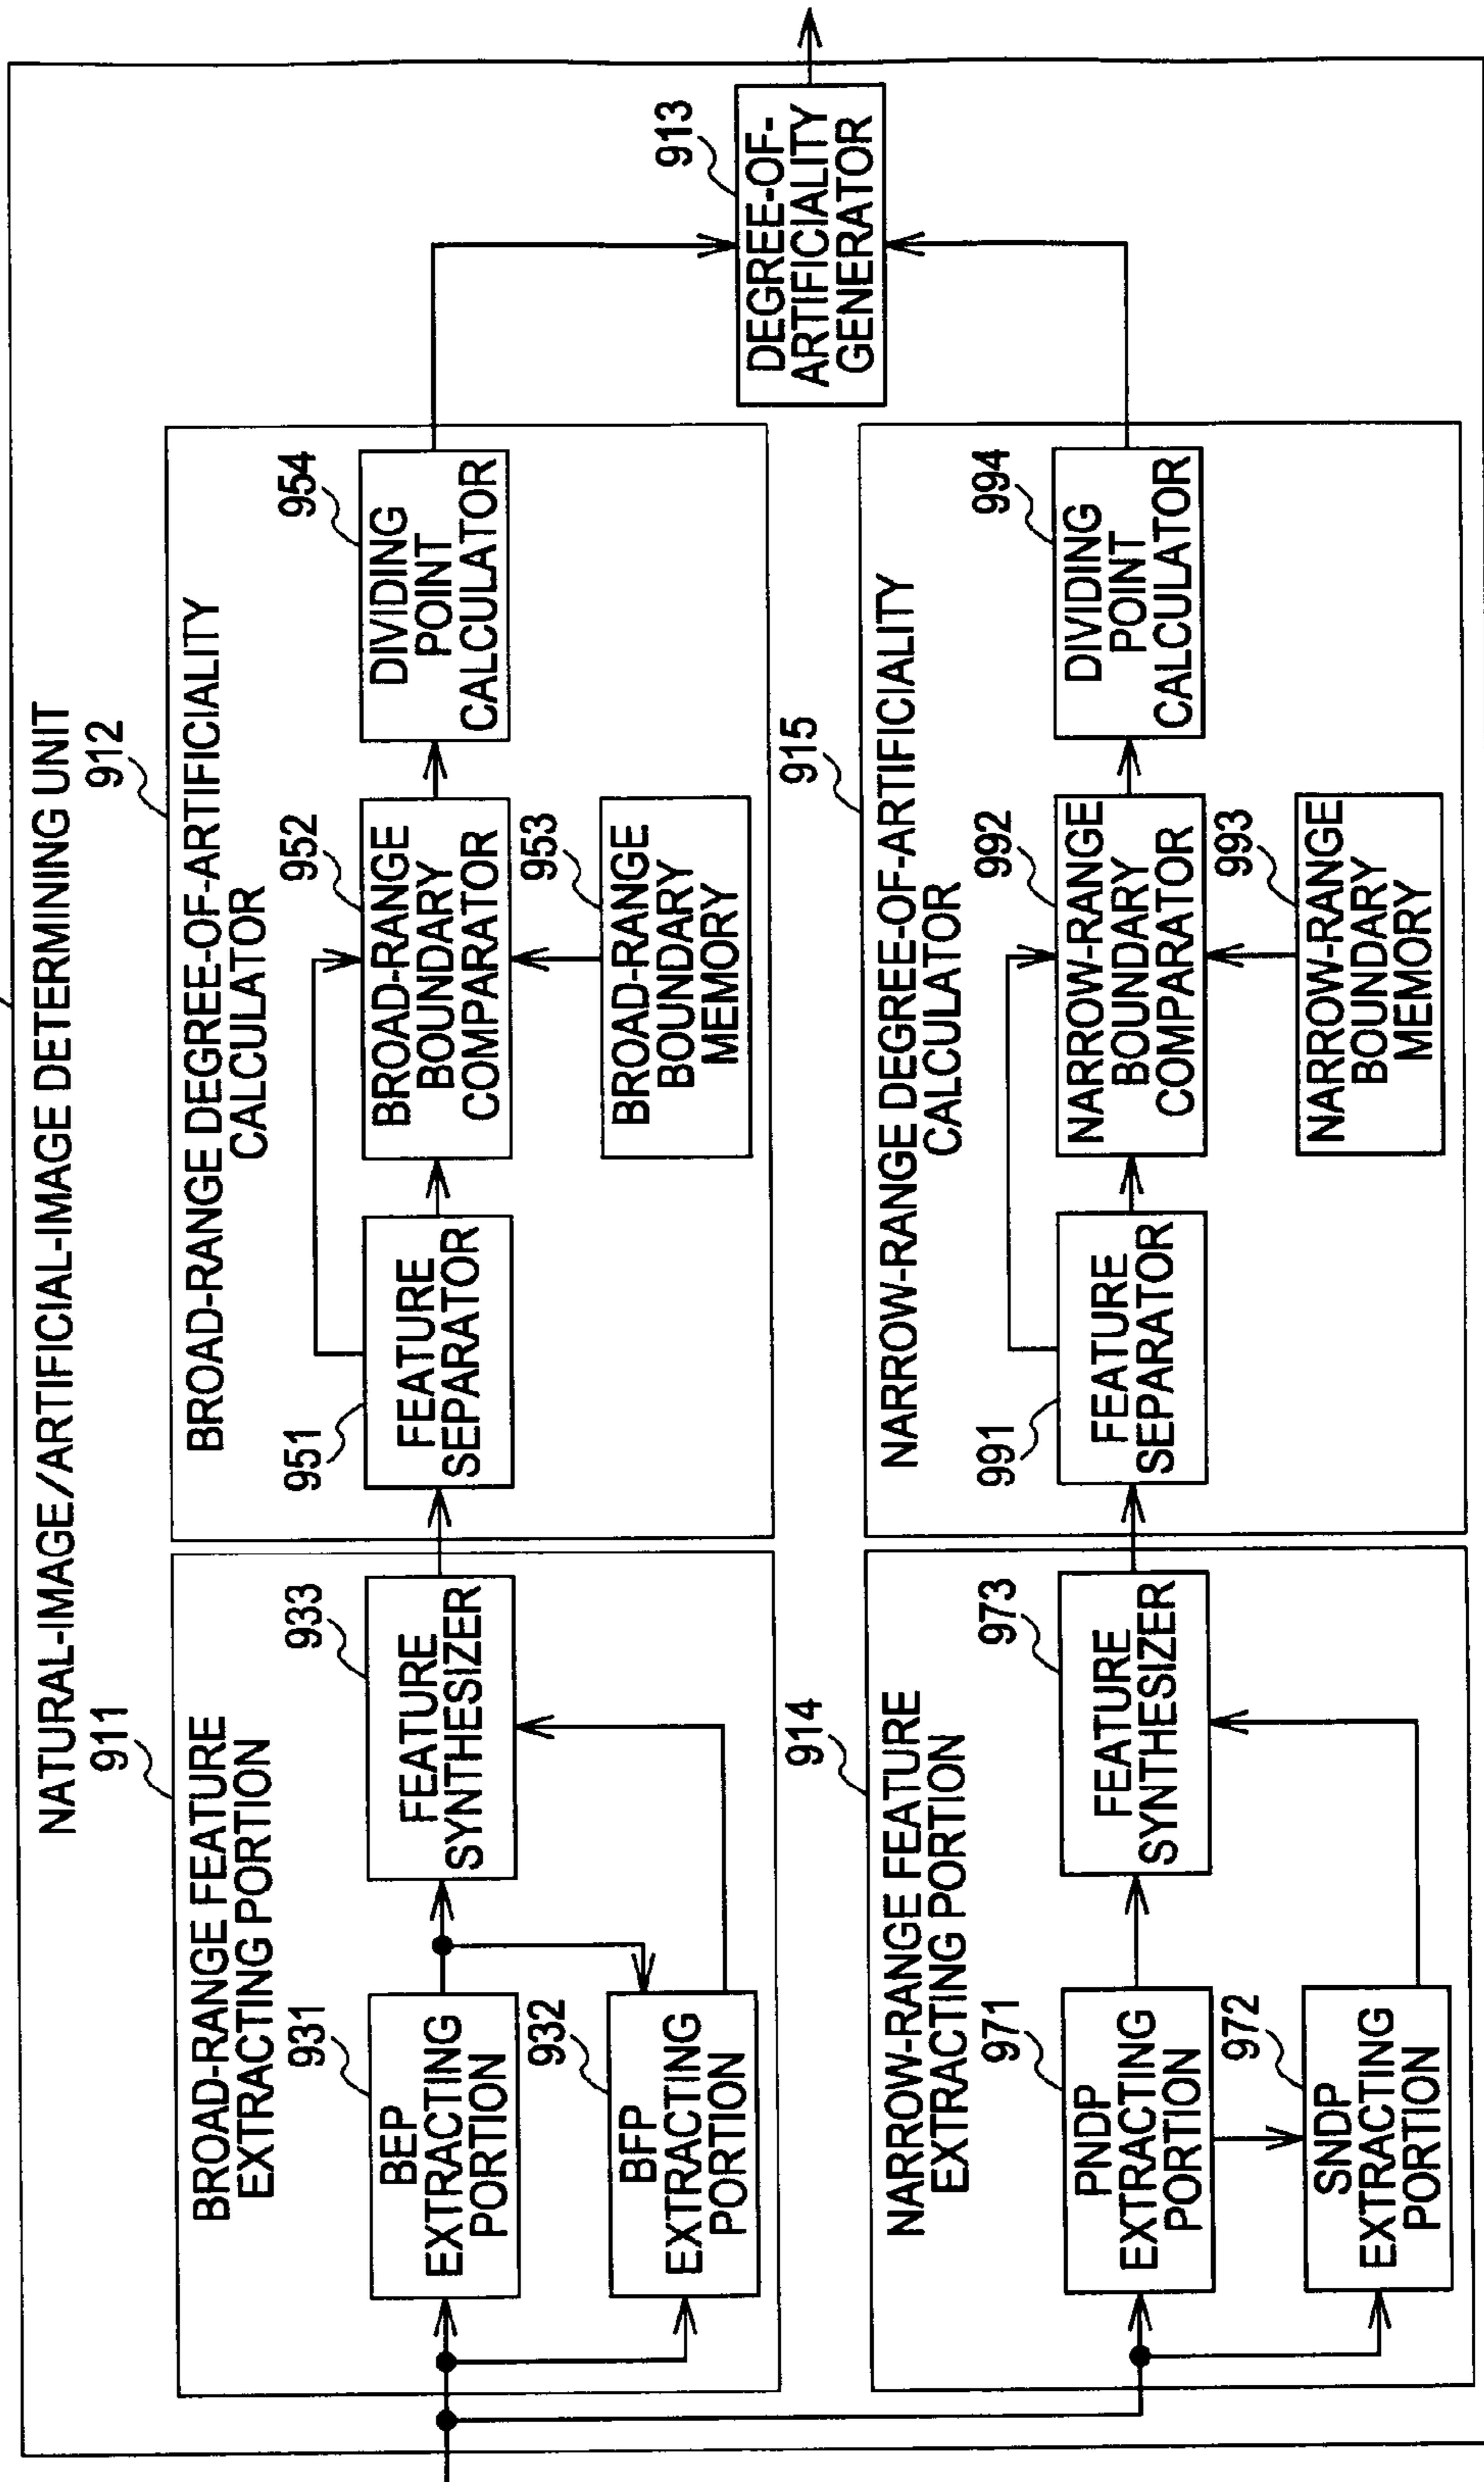 NATURAL-IMAGE/ARTIFICIAL-IMAGE DETERMINING UNIT
911
BROAD-RANGE FEATURE
EXTRACTING PORTION
931
BEP
EXTRACTING
PORTION
932
BFP
EXTRACTING
PORTION
933
FEATURE
SYNTHESIZER
912
BROAD-RANGE DEGREE-OF-ARTIFICIALITY
CALCULATOR
951
FEATURE
SEPARATOR
952
BROAD-RANGE
BOUNDARY
COMPARATOR
953
BROAD-RANGE
BOUNDARY
MEMORY
954
DIVIDING
POINT
CALCULATOR
913
DEGREE-OF-
ARTIFICIALITY
GENERATOR
914
NARROW-RANGE FEATURE
EXTRACTING PORTION
971
PNDP
EXTRACTING
PORTION
972
SNDP
EXTRACTING
PORTION
973
FEATURE
SYNTHESIZER
915
NARROW-RANGE DEGREE-OF-ARTIFICIALITY
CALCULATOR
991
FEATURE
SEPARATOR
992
NARROW-RANGE
BOUNDARY
COMPARATOR
993
NARROW-RANGE
BOUNDARY
MEMORY
994
DIVIDING
POINT
CALCULATOR